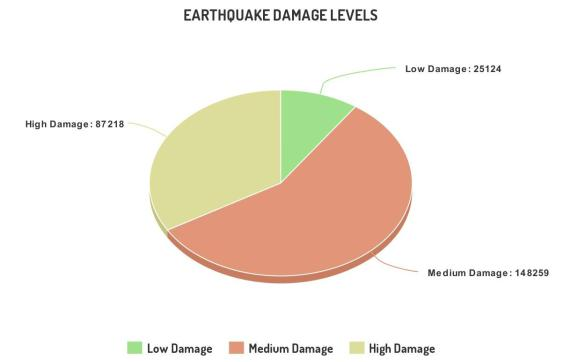 EARTHQUAKE DAMAGE LEVELS
Low Damage: 25124
High Damage: 87218
Medium Damage: 148259
Low Damage Medium Damage High Damage